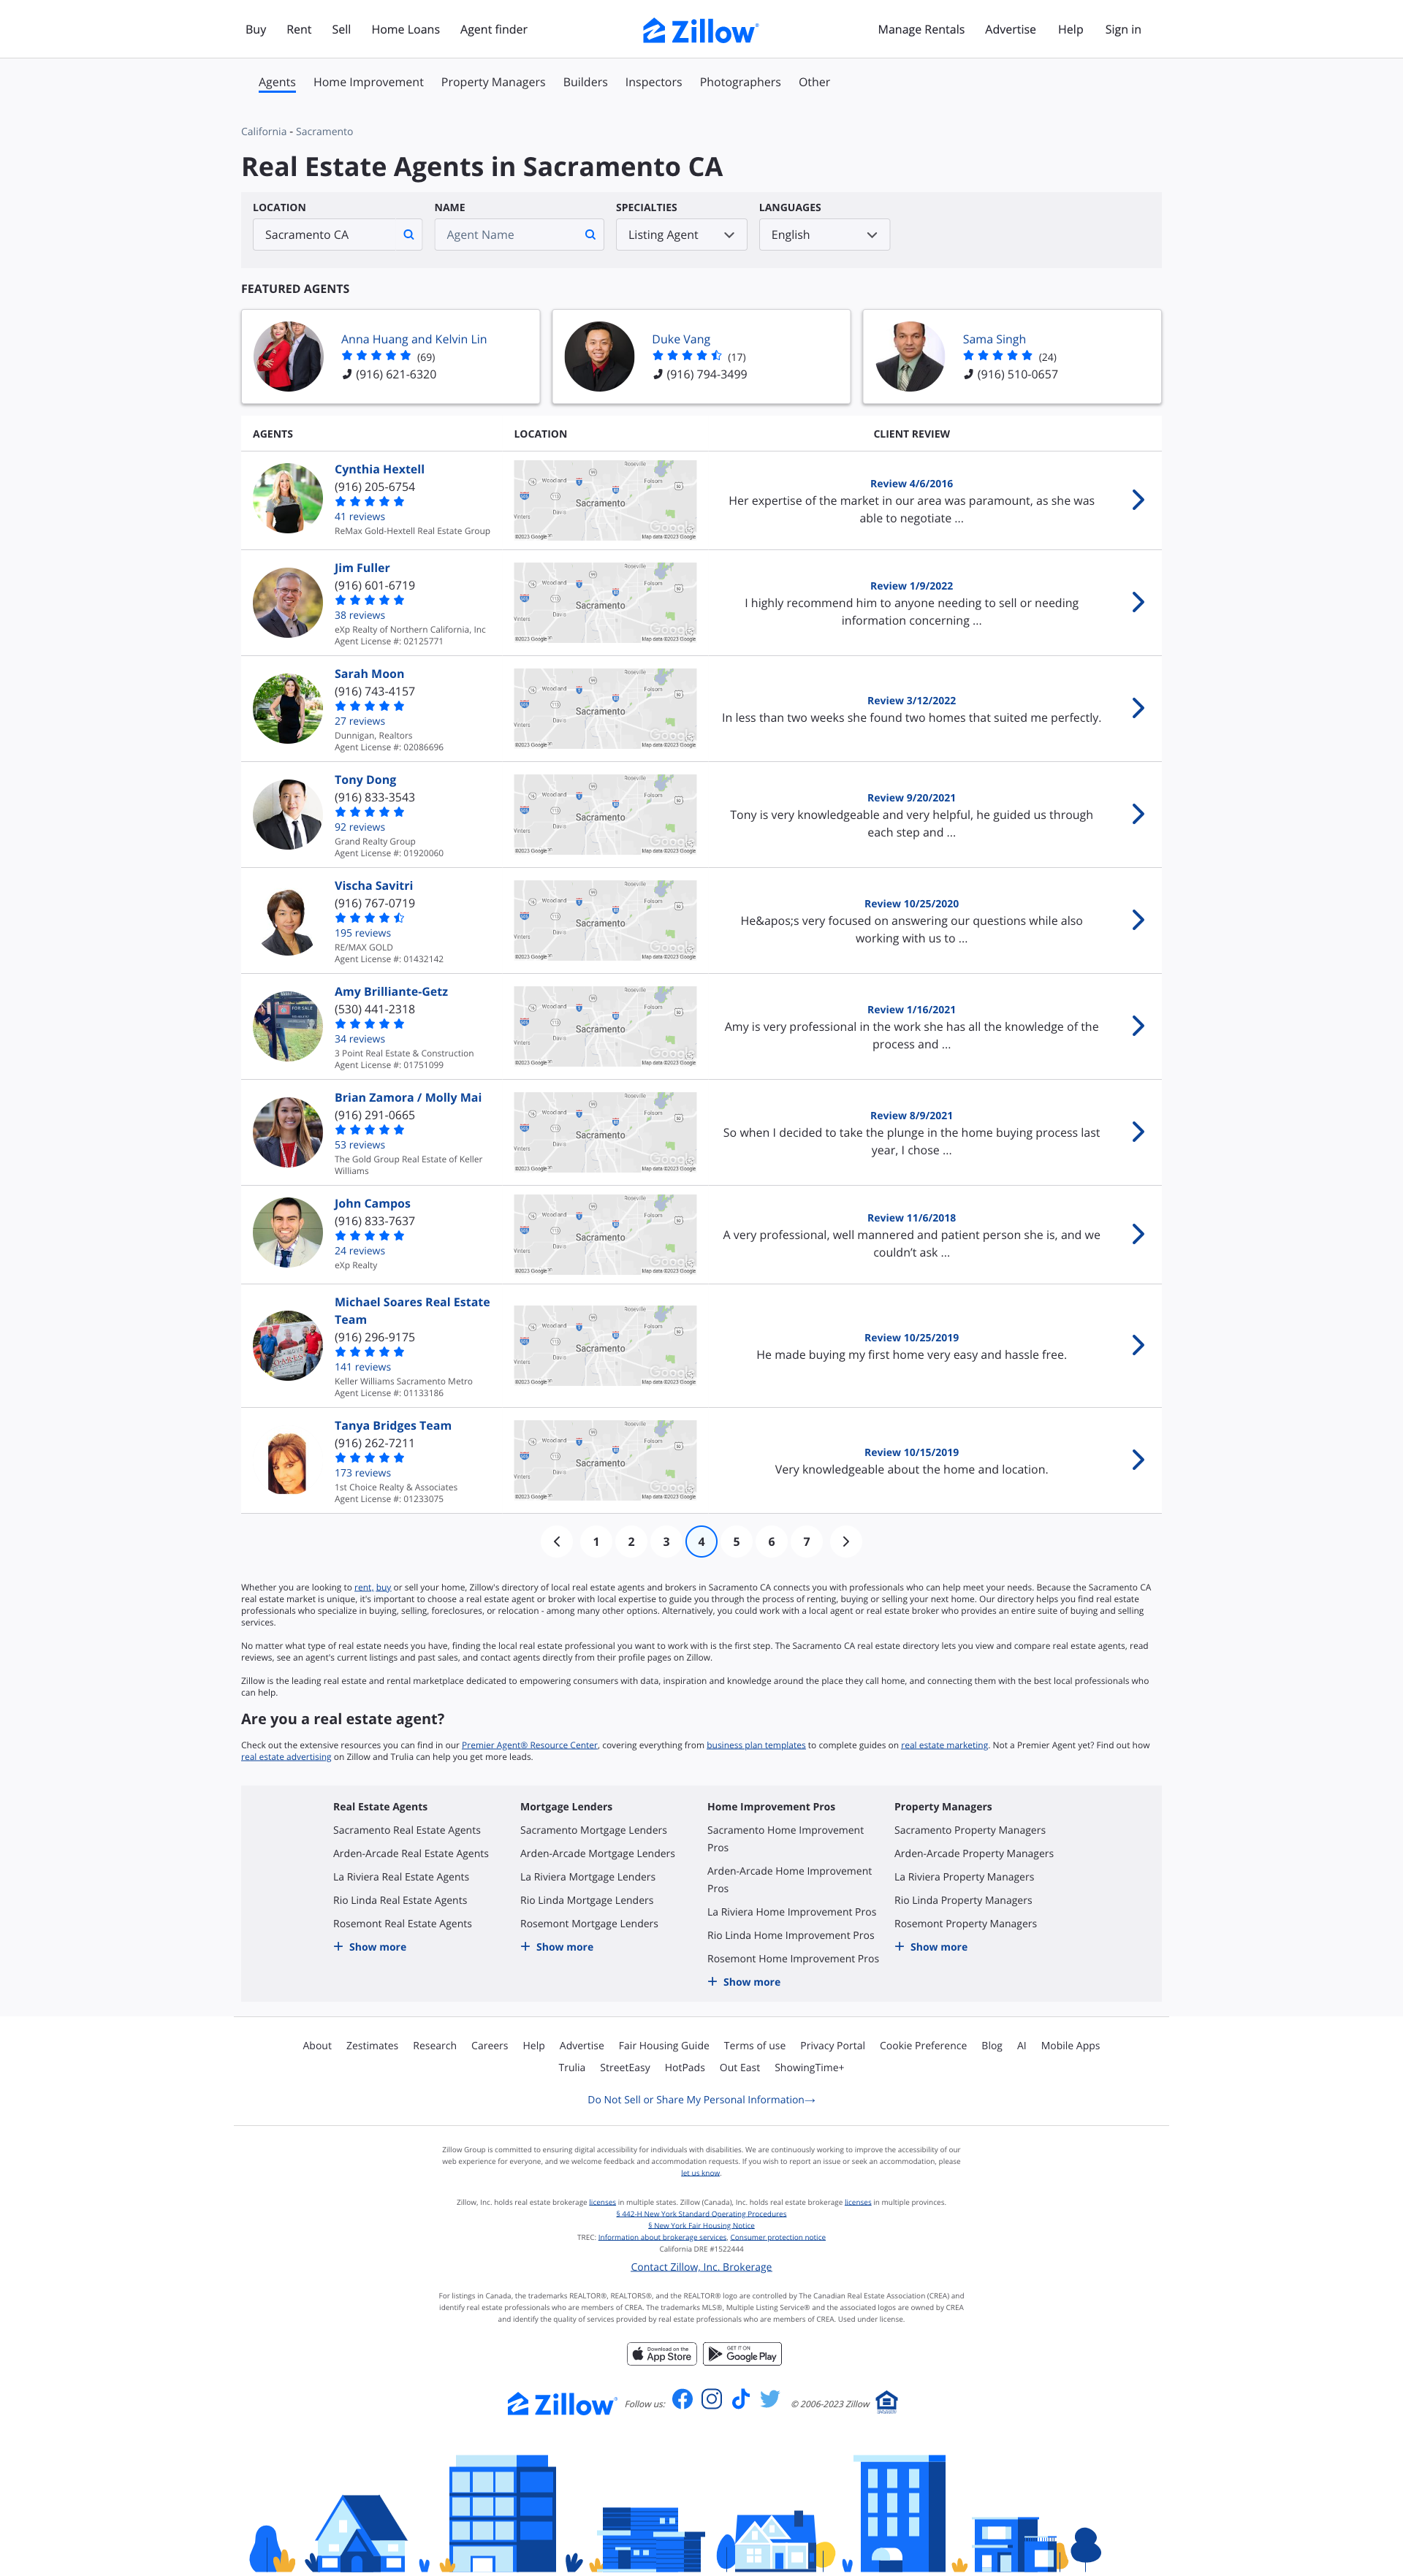 Buy Rent Sell Home Loans Agent finder Zillow Manage Rentals Advertise Help Sign in
Agents Home Improvement Property Managers Builders Inspectors Photographers Other
California - Sacramento
Real Estate Agents in Sacramento CA
LOCATION NAME SPECIALTIES LANGUAGES
Sacramento CA Agent Name Listing Agent English
FEATURED AGENTS
Anna Huang and Kelvin Lin
(69)
(916) 621-6320
Duke Vang
(17)
(916) 794-3499
Sama Singh
(24)
(916) 510-0657
AGENTS LOCATION CLIENT REVIEW
Cynthia Hextell
(916) 205-6754
41 reviews
ReMax Gold-Hextell Real Estate Group
Sacramento
Review 4/6/2016
Her expertise of the market in our area was paramount, as she was
able to negotiate ...
Jim Fuller
(916) 601-6719
38 reviews
eXp Realty of Northern California, Inc
Agent License #: 02125771
Sacramento
Review 1/9/2022
I highly recommend him to anyone needing to sell or needing
information concerning ...
Sarah Moon
(916) 743-4157
27 reviews
Dunnigan, Realtors
Agent License #: 02086696
Sacramento
Review 3/12/2022
In less than two weeks she found two homes that suited me perfectly.
Tony Dong
(916) 833-3543
92 reviews
Grand Realty Group
Agent License #: 01920060
Sacramento
Review 9/20/2021
Tony is very knowledgeable and very helpful, he guided us through
each step and ...
Vischa Savitri
(916) 767-0719
195 reviews
RE/MAX GOLD
Agent License #: 01432142
Sacramento
Review 10/25/2020
He&apos;s very focused on answering our questions while also
working with us to ...
Amy Brilliante-Getz
(530) 441-2318
34 reviews
3 Point Real Estate & Construction
Agent License #: 01751099
Sacramento
Review 1/16/2021
Amy is very professional in the work she has all the knowledge of the
process and ...
Brian Zamora / Molly Mai
(916) 291-0665
53 reviews
The Gold Group Real Estate of Keller
Williams
Sacramento
Review 8/9/2021
So when I decided to take the plunge in the home buying process last
year, I chose ...
John Campos
(916) 833-7637
24 reviews
eXp Realty
Sacramento
Review 11/6/2018
A very professional, well mannered and patient person she is, and we
couldn't ask ...
Michael Soares Real Estate
Team
(916) 296-9175
141 reviews
Keller Williams Sacramento Metro
Agent License #: 01133186
Sacramento
Review 10/25/2019
He made buying my first home very easy and hassle free.
Tanya Bridges Team
(916) 262-7211
173 reviews
1st Choice Realty & Associates
Agent License #: 01233075
Sacramento
Review 10/15/2019
Very knowledgeable about the home and location.
1 2 3 4 5 6 7
Whether you are looking to rent, buy or sell your home, Zillow's directory of local real estate agents and brokers in Sacramento CA connects you with professionals who can help meet your needs. Because the Sacramento CA
real estate market is unique, it's important to choose a real estate agent or broker with local expertise to guide you through the process of renting, buying or selling your next home. Our directory helps you find real estate
professionals who specialize in buying, selling, foreclosures, or relocation - among many other options. Alternatively, you could work with a local agent or real estate broker who provides an entire suite of buying and selling
services.
No matter what type of real estate needs you have, finding the local real estate professional you want to work with is the first step. The Sacramento CA real estate directory lets you view and compare real estate agents, read
reviews, see an agent's current listings and past sales, and contact agents directly from their profile pages on Zillow.
Zillow is the leading real estate and rental marketplace dedicated to empowering consumers with data, inspiration and knowledge around the place they call home, and connecting them with the best local professionals who
can help.
Are you a real estate agent?
Check out the extensive resources you can find in our Premier Agent® Resource Center, covering everything from business plan templates to complete guides on real estate marketing. Not a Premier Agent yet? Find out how
real estate advertising on Zillow and Trulia can help you get more leads.
Real Estate Agents
Sacramento Real Estate Agents
Arden-Arcade Real Estate Agents
La Riviera Real Estate Agents
Rio Linda Real Estate Agents
Rosemont Real Estate Agents
+ Show more
Mortgage Lenders
Sacramento Mortgage Lenders
Arden-Arcade Mortgage Lenders
La Riviera Mortgage Lenders
Rio Linda Mortgage Lenders
Rosemont Mortgage Lenders
+ Show more
Home Improvement Pros
Sacramento Home Improvement
Pros
Arden-Arcade Home Improvement
Pros
La Riviera Home Improvement Pros
Rio Linda Home Improvement Pros
Rosemont Home Improvement Pros
+ Show more
Property Managers
Sacramento Property Managers
Arden-Arcade Property Managers
La Riviera Property Managers
Rio Linda Property Managers
Rosemont Property Managers
+ Show more
About Zestimates Research Careers Help Advertise Fair Housing Guide Terms of use Privacy Portal Cookie Preference Blog AI Mobile Apps
Trulia StreetEasy HotPads Out East ShowingTime+
Do Not Sell or Share My Personal Information→
Zillow Group is committed to ensuring digital accessibility for individuals with disabilities. We are continuously working to improve the accessibility of our
web experience for everyone, and we welcome feedback and accommodation requests. If you wish to report an issue or seek an accommodation, please
let us know.
Zillow, Inc. holds real estate brokerage licenses in multiple states. Zillow (Canada), Inc. holds real estate brokerage licenses in multiple provinces.
§ 442-H New York Standard Operating Procedures
§ New York Fair Housing Notice
TREC: Information about brokerage services, Consumer protection notice
California DRE #1522444
Contact Zillow, Inc. Brokerage
For listings in Canada, the trademarks REALTOR®, REALTORS®, and the REALTOR® logo are controlled by The Canadian Real Estate Association (CREA) and
identify real estate professionals who are members of CREA. The trademarks MLS®, Multiple Listing Service® and the associated logos are owned by CREA
and identify the quality of services provided by real estate professionals who are members of CREA. Used under license.
Download on the App Store GET IT ON Google Play
Zillow Follow us: © 2006-2023 Zillow